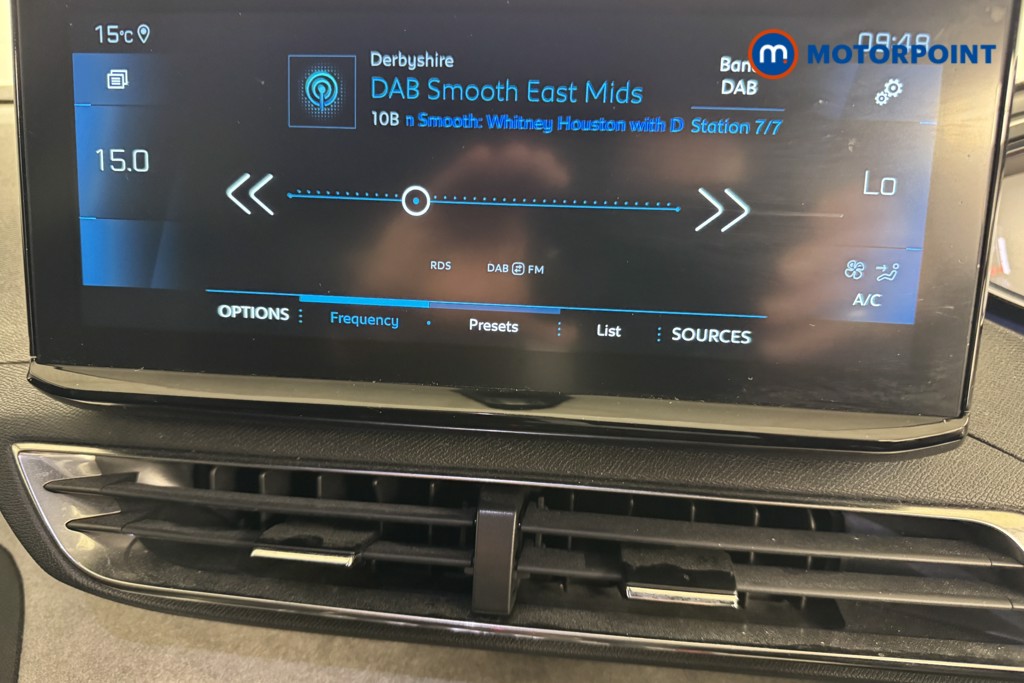 15°C
09:48
m MOTORPOINT
Derbyshire
DAB Smooth East Mids
10B n Smooth: Whitney Houston with D
DAB
Station 7/7
15.0
Lo
RDS DAB FM
A/C
OPTIONS Frequency Presets List SOURCES